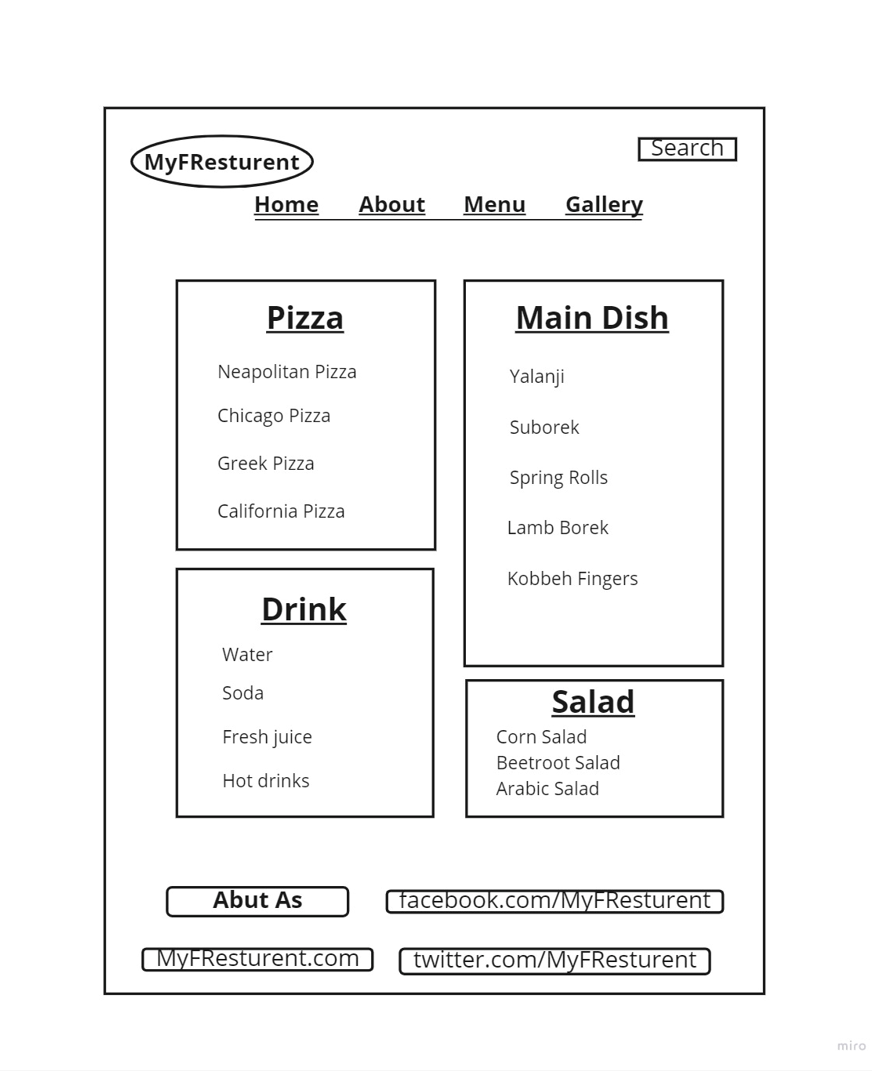 MyFResturent
Search
Home About Menu Gallery
Pizza
Neapolitan Pizza
Chicago Pizza
Greek Pizza
California Pizza
Main Dish
Yalanji
Suborek
Spring Rolls
Lamb Borek
Kobbeh Fingers
Drink
Water
Soda
Fresh juice
Hot drinks
Salad
Corn Salad
Beetroot Salad
Arabic Salad
Abut As
facebook.com/MyFResturent
MyFResturent.com
twitter.com/MyFResturent
miro